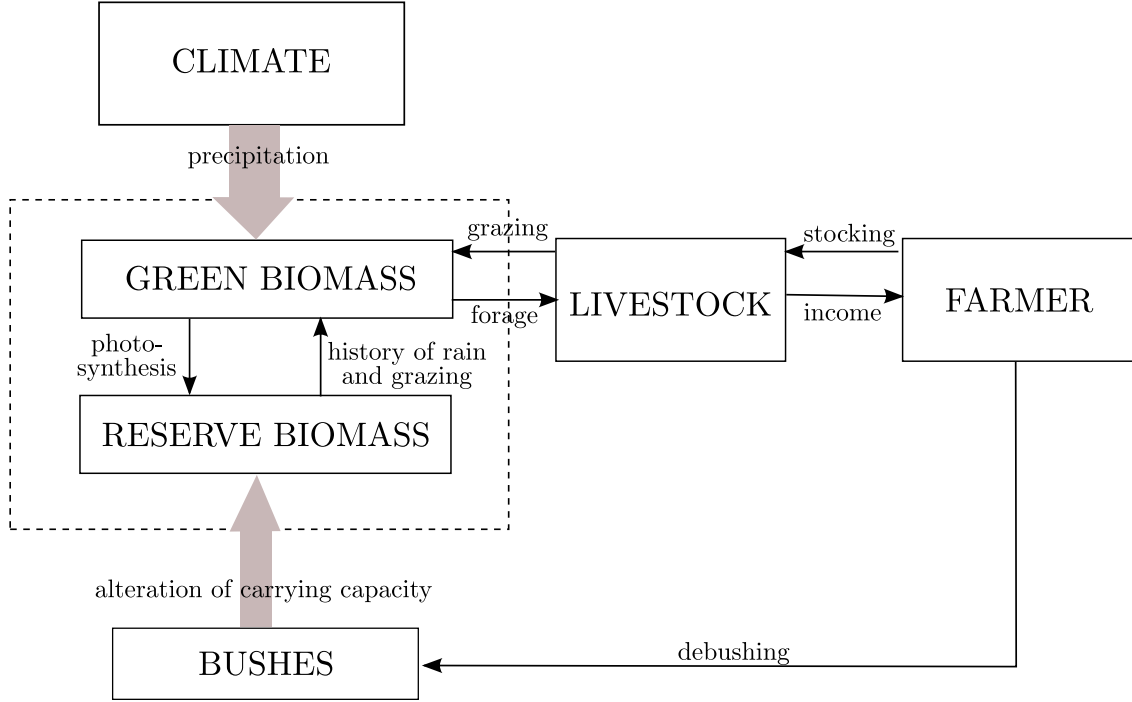 CLIMATE
precipitation
grazing
stocking
GREEN BIOMASS
LIVESTOCK
FARMER
forage
income
photo-
synthesis
history of rain
and grazing
RESERVE BIOMASS
alteration of carrying capacity
BUSHES
debushing